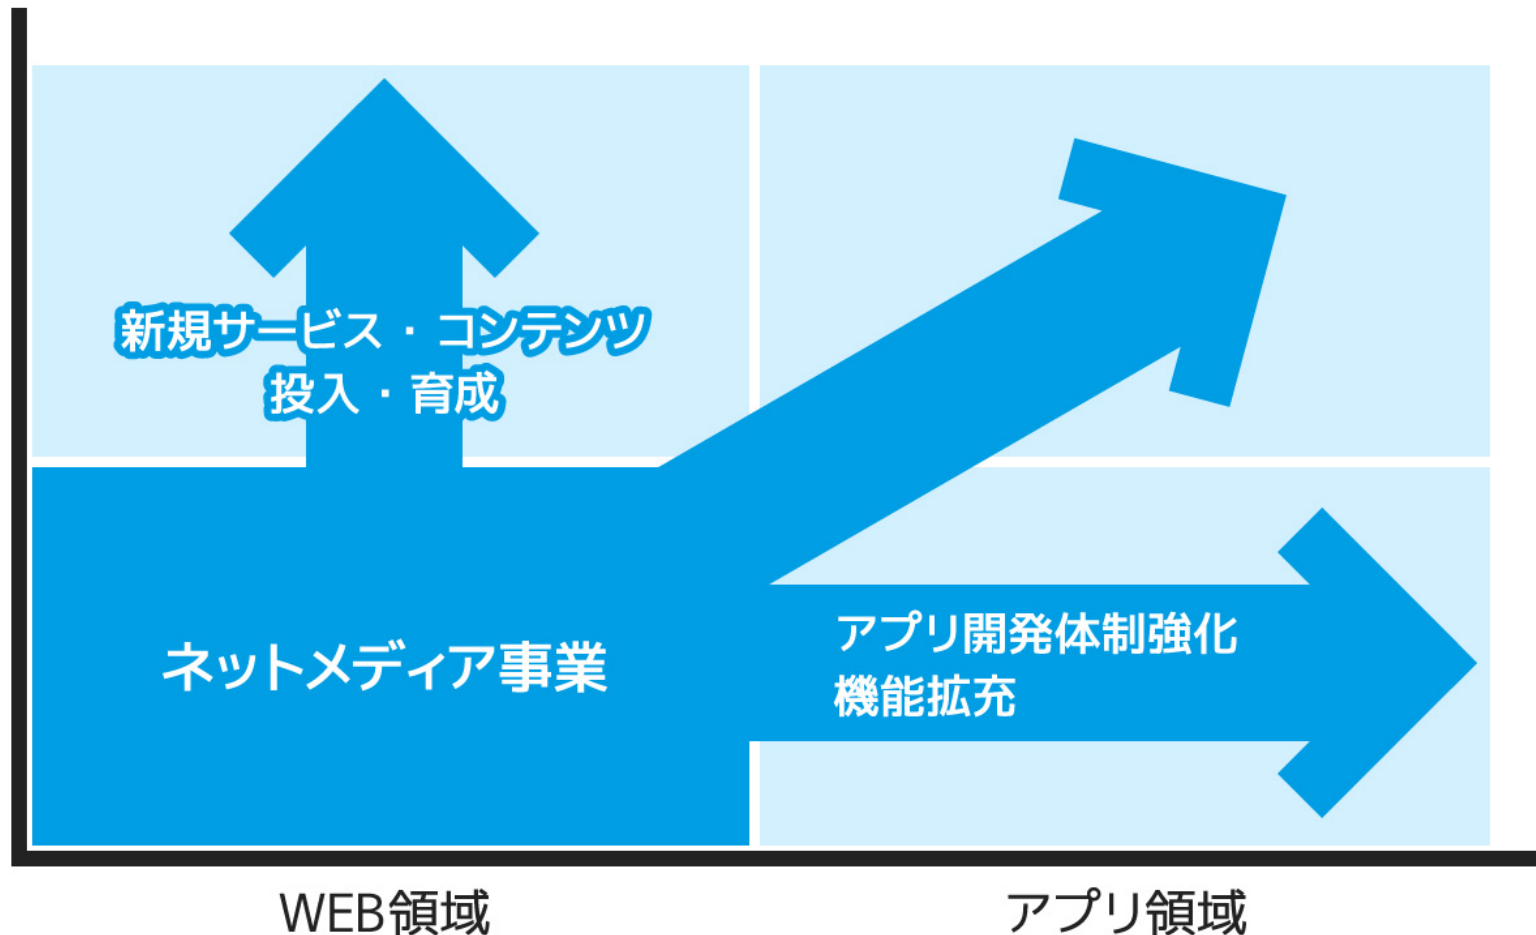 新規サービス・コンテンツ
投入・育成
ネットメディア事業
アプリ開発体制強化
機能拡充
WEB領域
アプリ領域